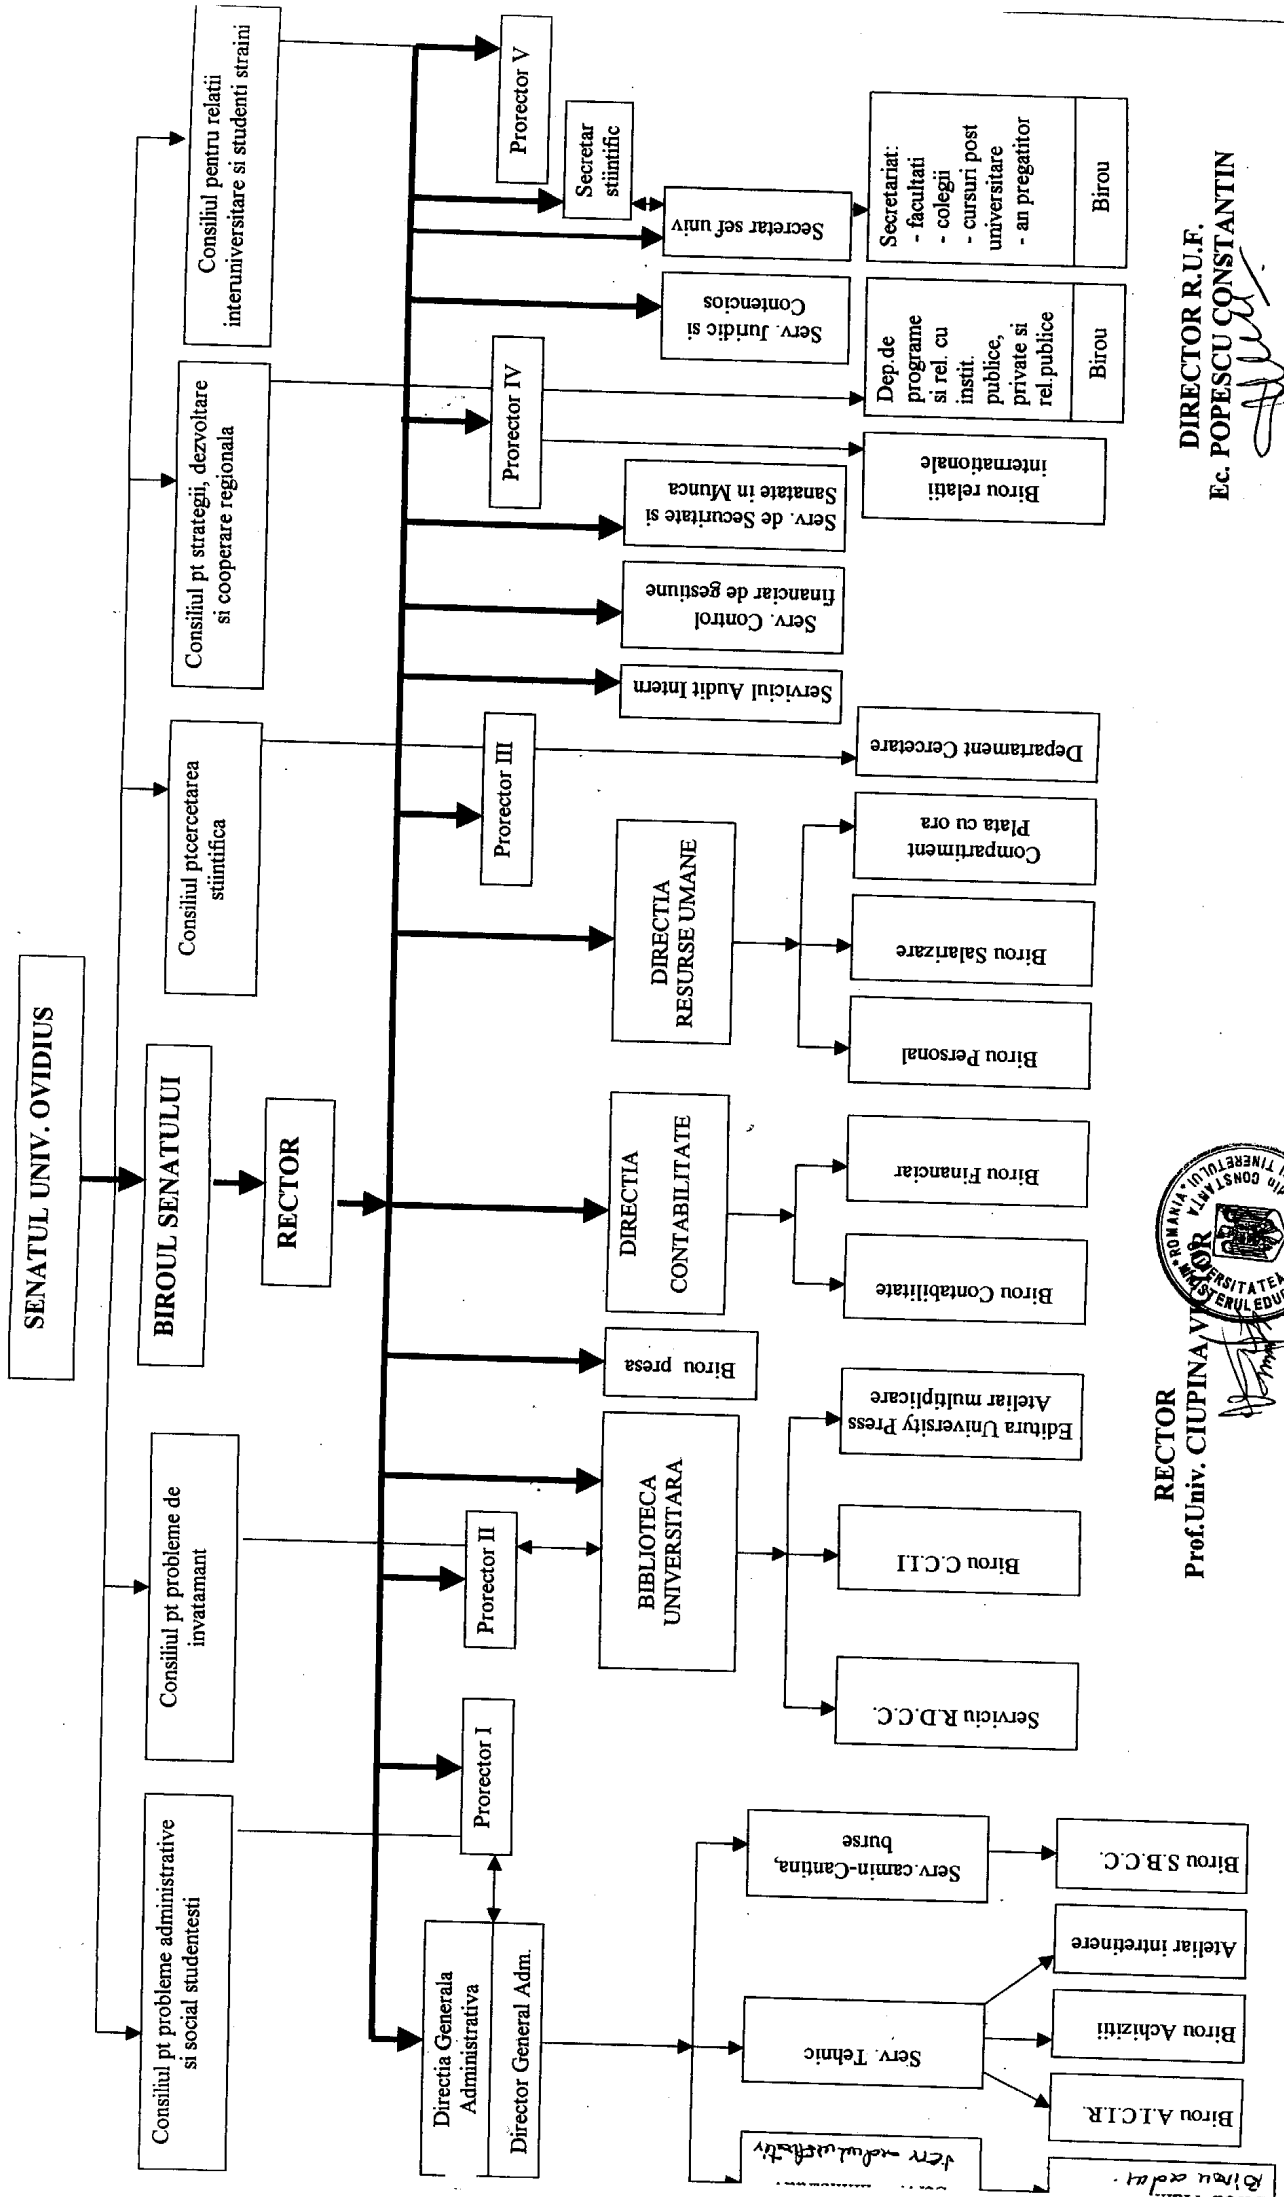 SENATUL UNIV. OVIDIUS
BIROUL SENATULUI
RECTOR
Consiliul pt probleme administrative
si social studentesti
Consiliul pt probleme de
invatamant
Consiliul ptcercetarea
stiintifica
Consiliul pt strategii, dezvoltare
si cooperare regionala
Consiliul pentru relatii
interuniversitare si studenti straini
Directia Generala
Administrativa
Director General Adm.
Prorector I
Prorector II
Prorector III
Prorector IV
Prorector V
Secretar
stiintific
BIBLIOTECA
UNIVERSITARA
Birou presa
DIRECTIA
CONTABILITATE
DIRECTIA
RESURSE UMANE
Serviciul Audit Intern
Serv. Control
financiar de gestiune
Serv. de Securitate si
Sanatate in Munca
Serv. Juridic si
Contencios
Secretar sef univ
Serv. Tehnic
Serv.camin-Cantina,
burse
Serviciu R.D.C.C.
Birou C.C.I.I
Editura University Press
Ateliar multiplicare
Birou Contabilitate
Birou Financiar
Birou Personal
Birou Salarizare
Compartiment
Plata cu ora
Departament Cercetare
Birou relatii
internationale
Dep.de
programe
si rel. cu
instit.
publice,
private si
rel.publice
Birou
Secretariat:
- facultati
- colegii
- cursuri post
universitare
- an pregatitor
Birou
Birou A.I.C.I.R.
Birou Achizitii
Ateliar intretinere
Birou S.B.C.C.
Birou
RECTOR
Prof.Univ. CIUPINA
DIRECTOR R.U.F.
Ec. POPESCU CONSTANTIN
ROMANIA
din CONSTANTA